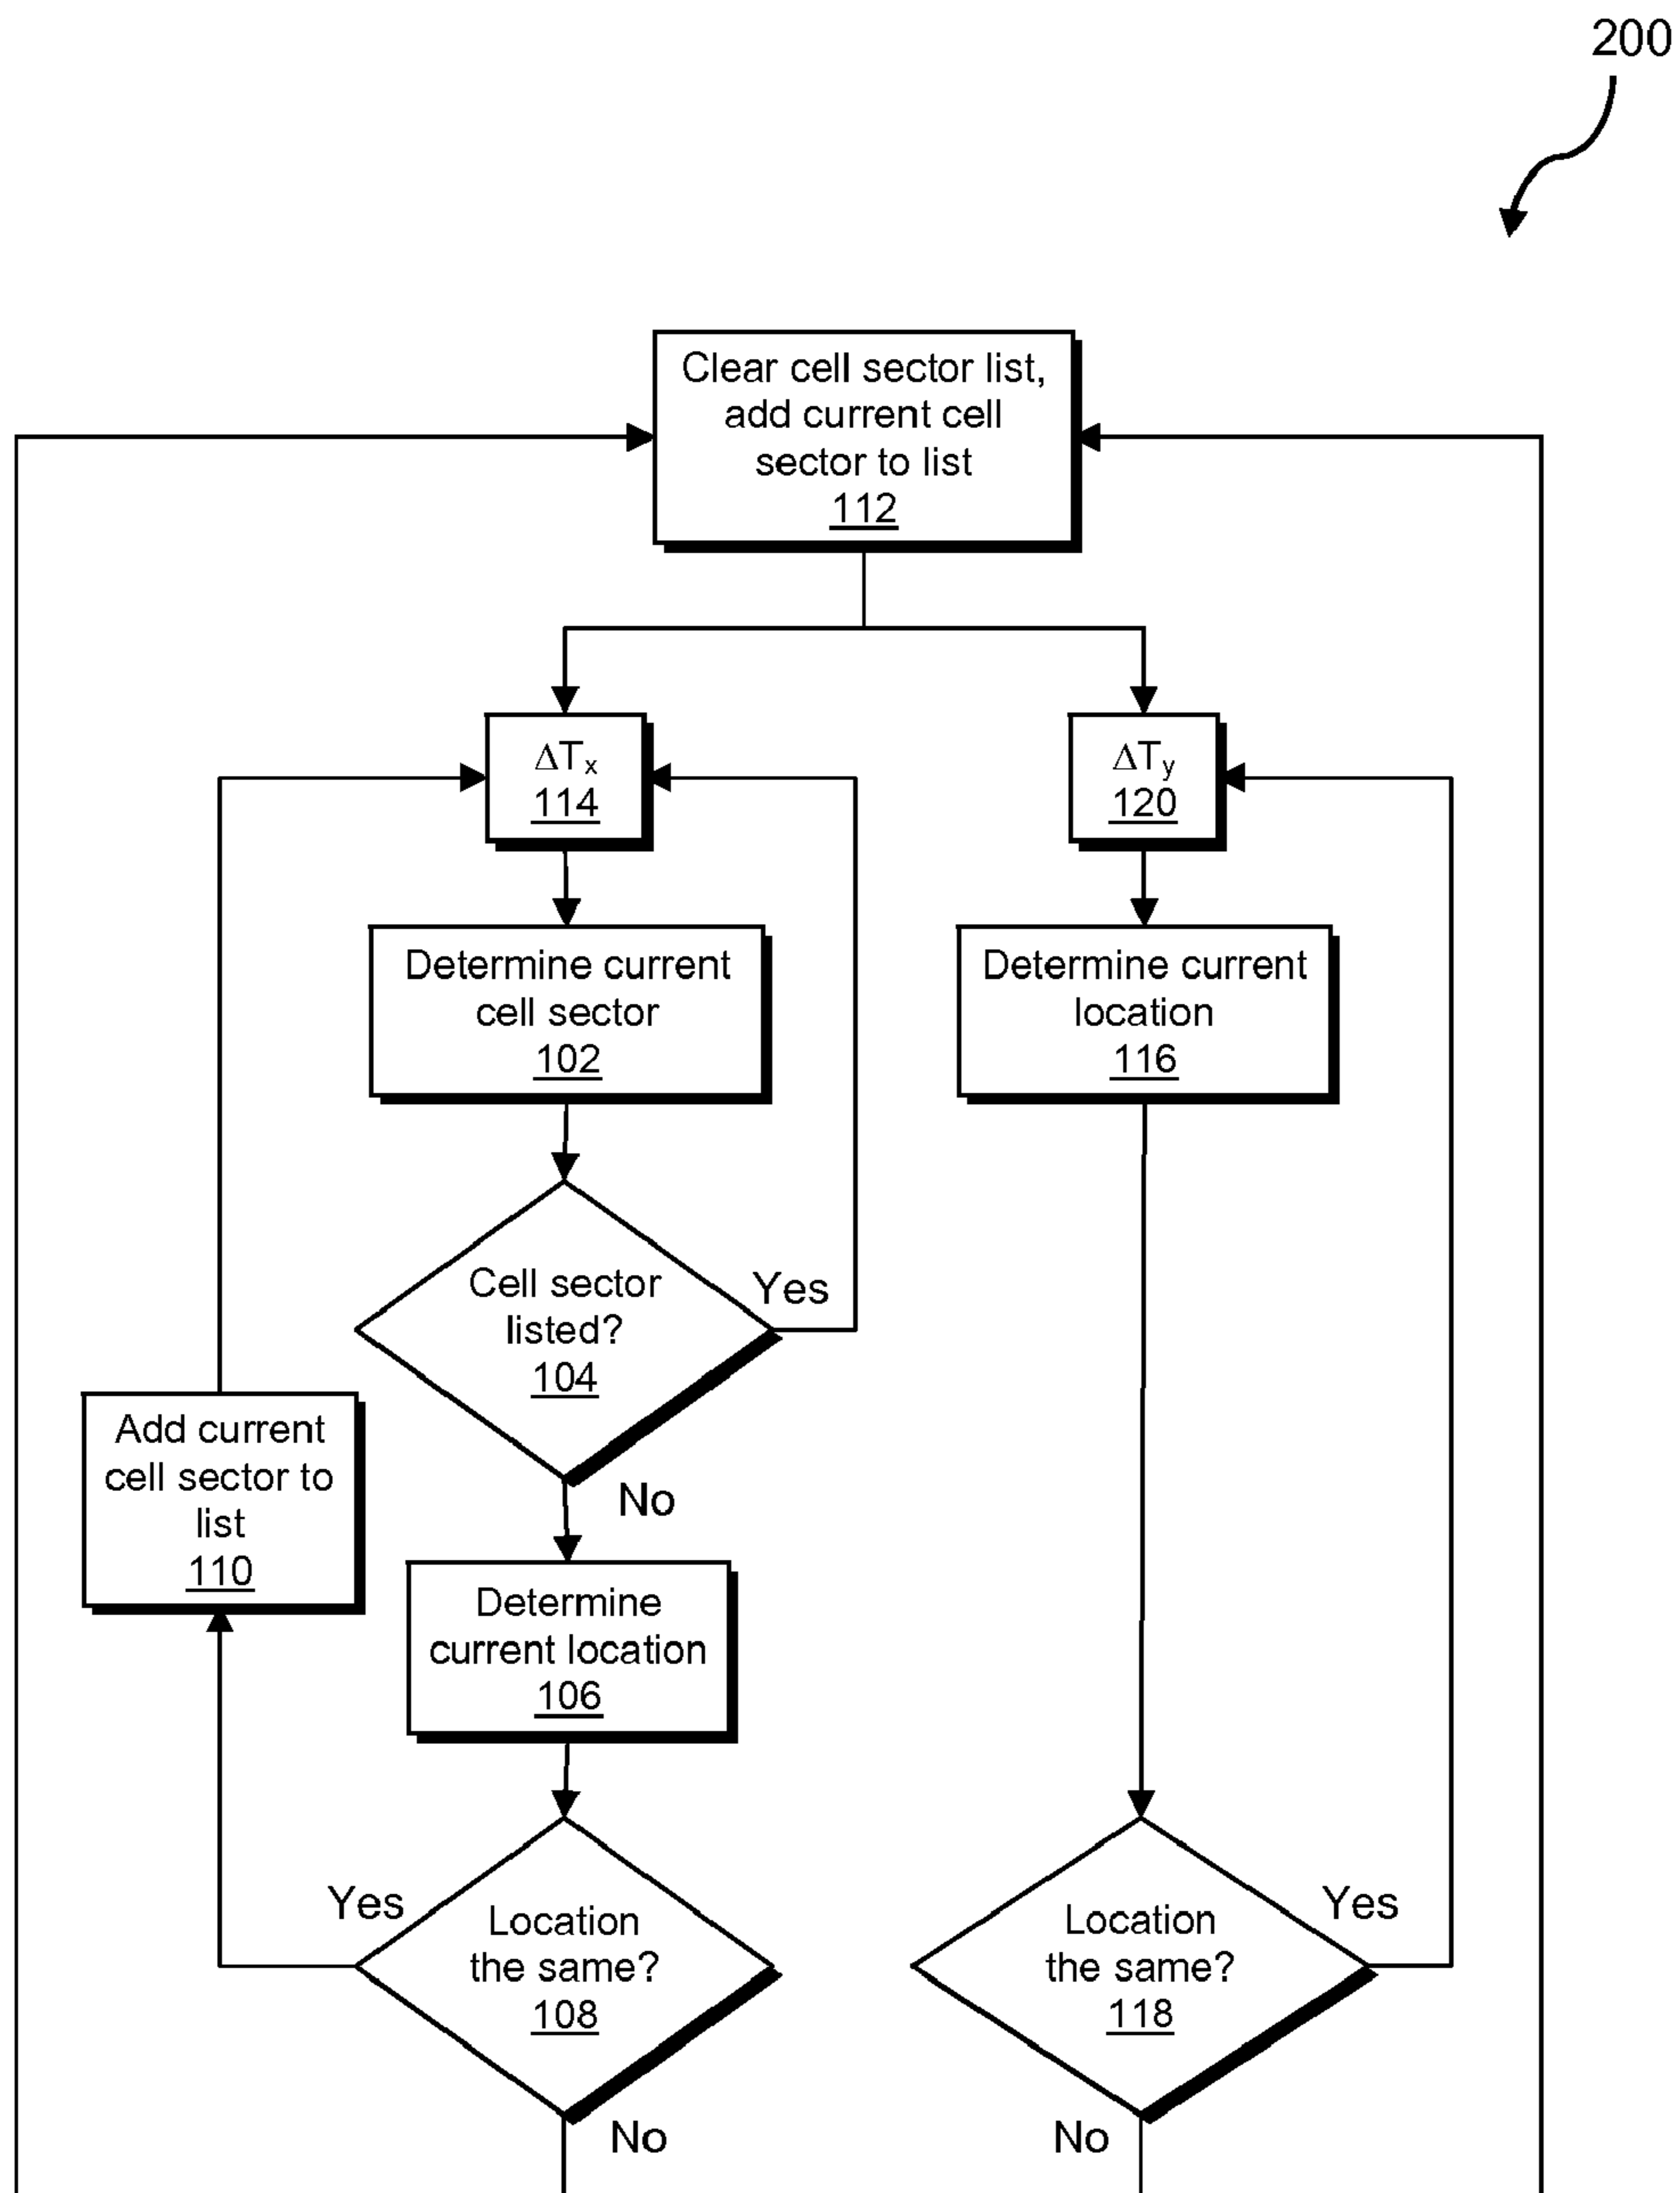 200
Clear cell sector list,
add current cell
sector to list
112
ΔTx
114
ΔTy
120
Determine current
cell sector
102
Determine current
location
116
Cell sector
listed?
104
Yes
No
Add current
cell sector to
list
110
Determine
current location
106
Yes
Location
the same?
108
No
Location
the same?
118
Yes
No